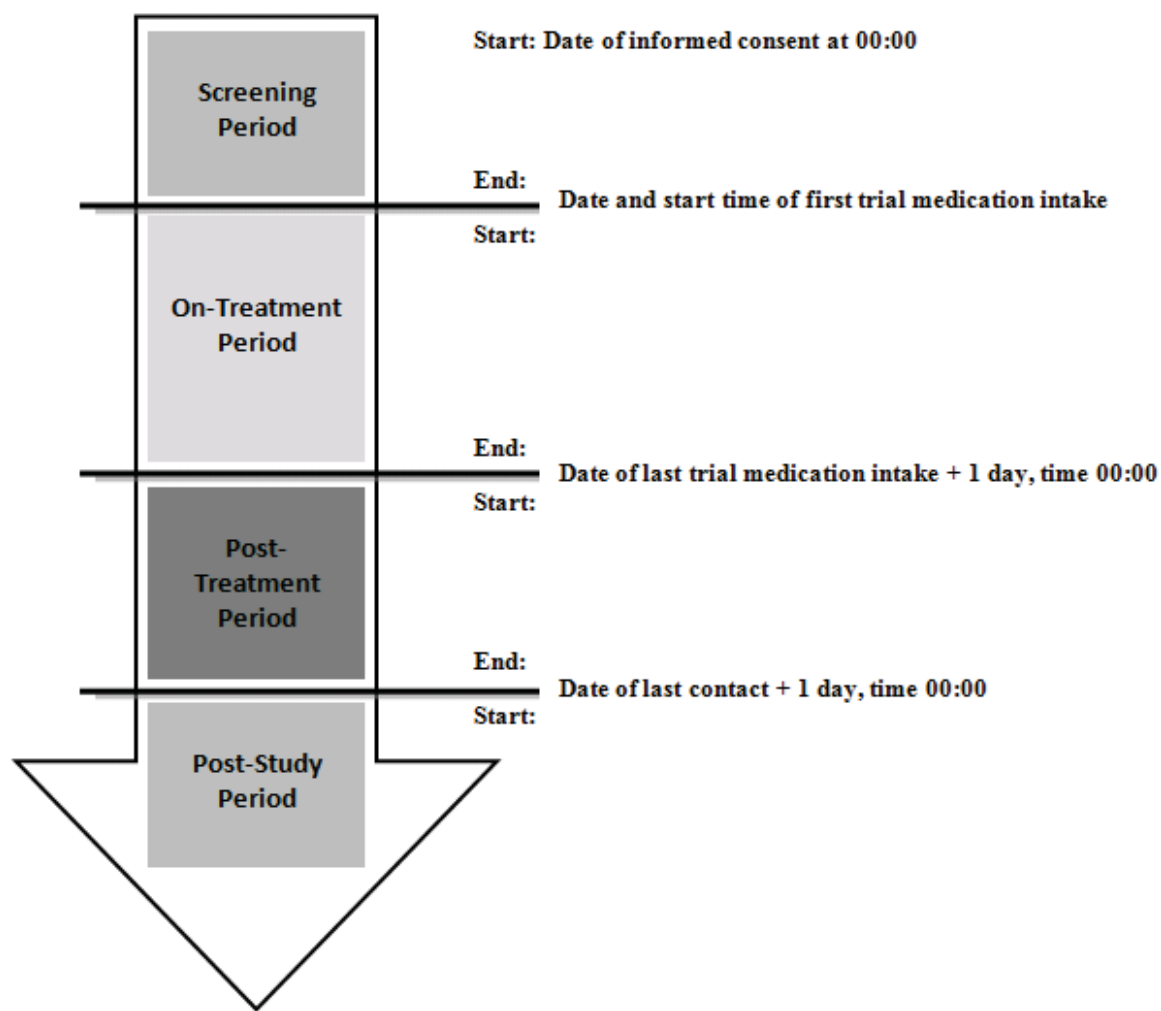 Start: Date of informed consent at 00:00
Screening
Period
End:
Date and start time of first trial medication intake
Start:
On-Treatment
Period
End:
Date of last trial medication intake + 1 day, time 00:00
Start:
Post-
Treatment
Period
End:
Date of last contact + 1 day, time 00:00
Start:
Post-Study
Period